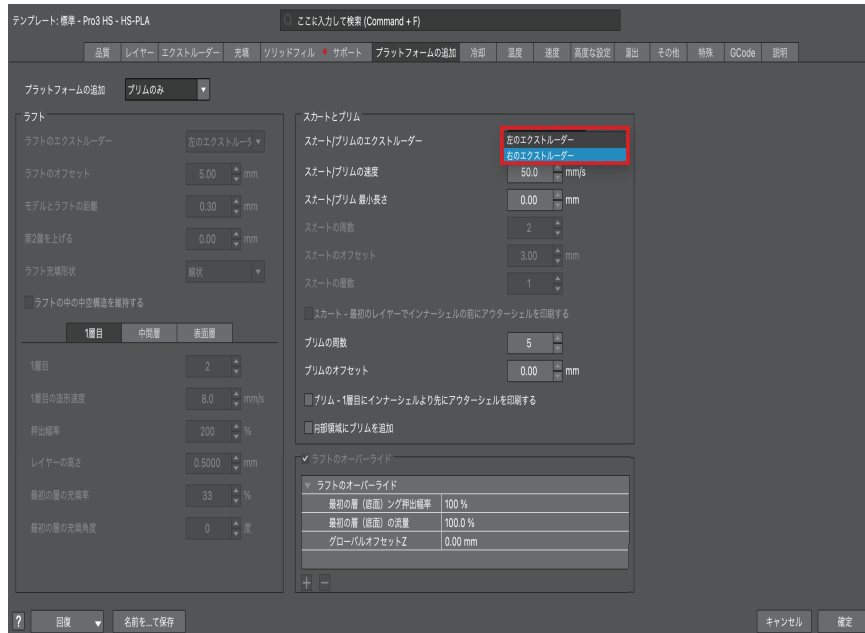 テンプレート: 標準 - Pro3 HS - HS-PLA
ここに入力して検索 (Command + F)
品質 レイヤー エクストルーダー 充填 ソリッドフィル サポート プラットフォームの追加 冷却 温度 速度 高度な設定 滲出 その他 特殊 GCode 説明
プラットフォームの追加 ブリムのみ
ラフト
ラフトのエクストルーダー 左のエクストルータ
ラフトのオフセット 5.00 mm
モデルとラフトの距離 0.30 mm
第2層を上げる 0.00 mm
ラフト充填形状 線状
ラフトの中の中空構造を維持する
1層目 中間層 表面層
1層目 2
1層目の造形速度 8.0 mm/s
押出幅率 200 %
レイヤーの高さ 0.5000 mm
最初の層の充填率 33 %
最初の層の充填角度 0 度
スカートとブリム
スカート/ブリムのエクストルーダー 左のエクストルーダー
右のエクストルーダー
スカート/ブリムの速度 50.0 mm/s
スカート/ブリム 最小長さ 0.00 mm
スカートの周数 2
スカートのオフセット 3.00 mm
スカートの層数 1
スカート - 最初のレイヤーでインナーシェルの前にアウターシェルを印刷する
ブリムの周数 5
ブリムのオフセット 0.00 mm
ブリム - 1層目にインナーシェルより先にアウターシェルを印刷する
内部領域にブリムを追加
ラフトのオーバーライド
ラフトのオーバーライド
最初の層（底面）ング押出幅率 100 %
最初の層（底面）の流量 100.0 %
グローバルオフセットZ 0.00 mm
+ −
? 回復 名前を...て保存 キャンセル 確定